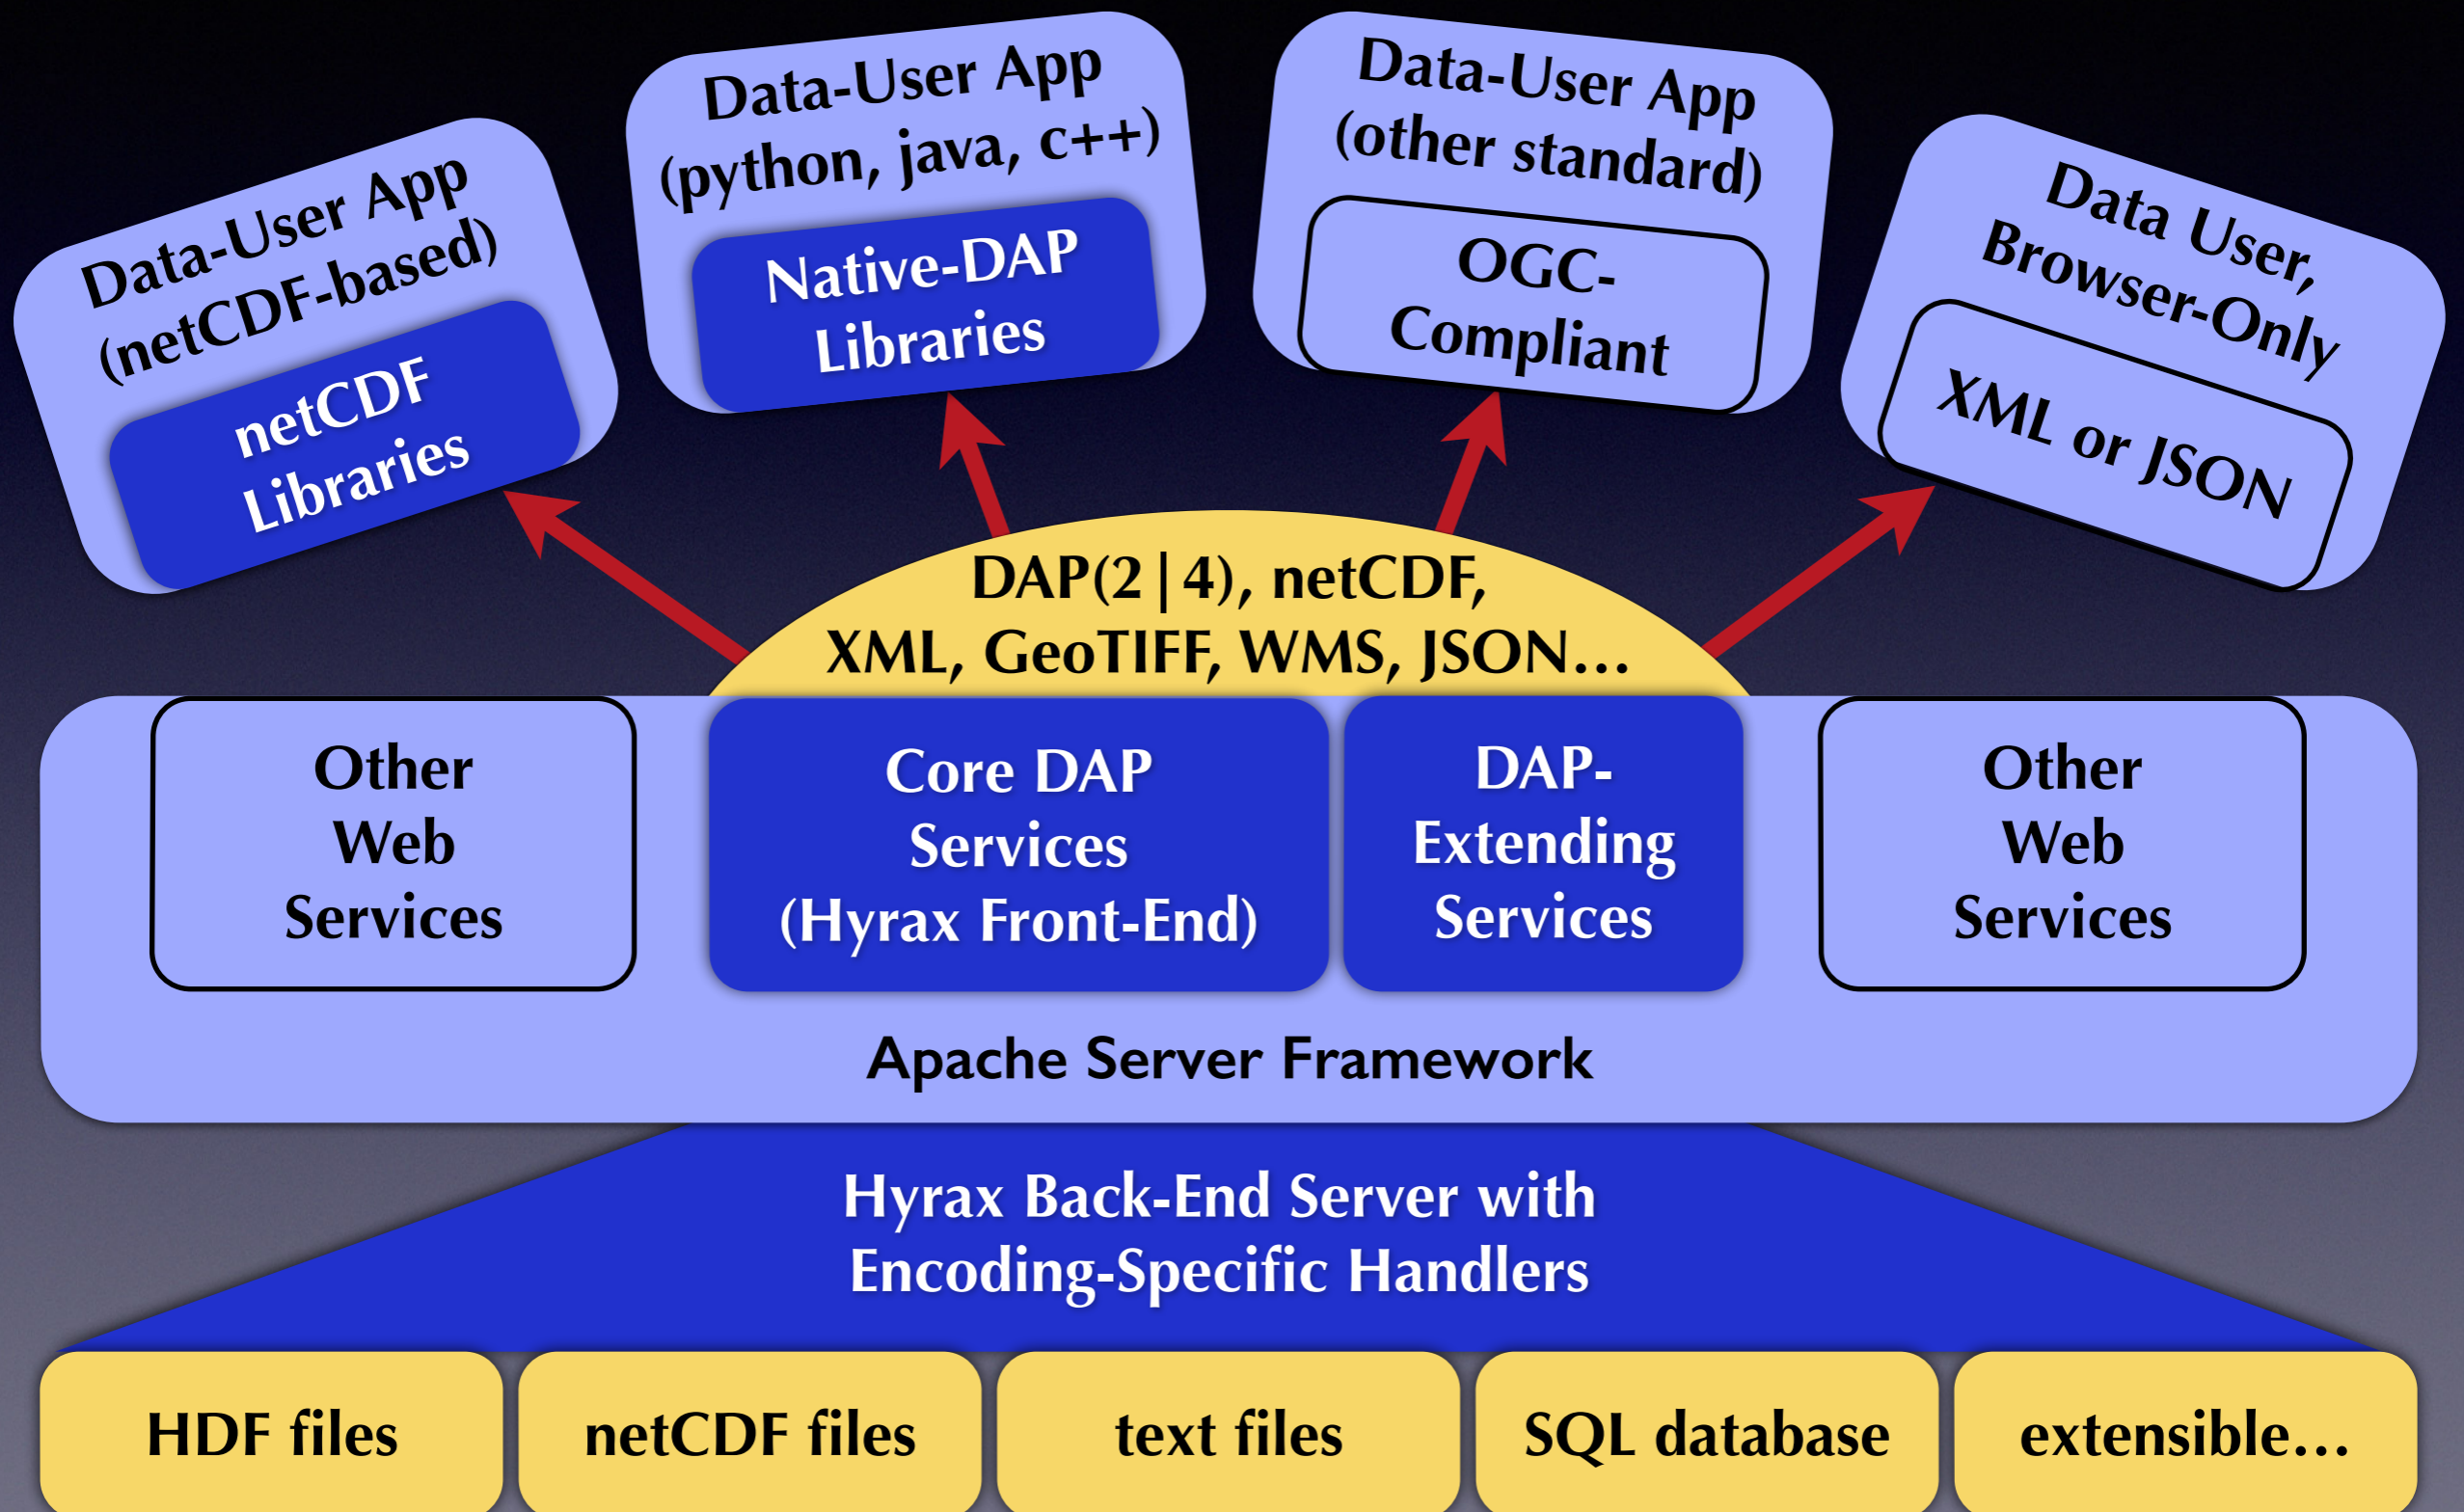 Data-User App
(netCDF-based)
netCDF
Libraries
Data-User App
(python, java, c++)
Native-DAP
Libraries
Data-User App
(other standard)
OGC-
Compliant
Data User,
Browser-Only
XML or JSON
DAP(2|4), netCDF,
XML, GeoTIFF, WMS, JSON...
Other
Web
Services
Core DAP
Services
(Hyrax Front-End)
DAP-
Extending
Services
Other
Web
Services
Apache Server Framework
Hyrax Back-End Server with
Encoding-Specific Handlers
HDF files
netCDF files
text files
SQL database
extensible...